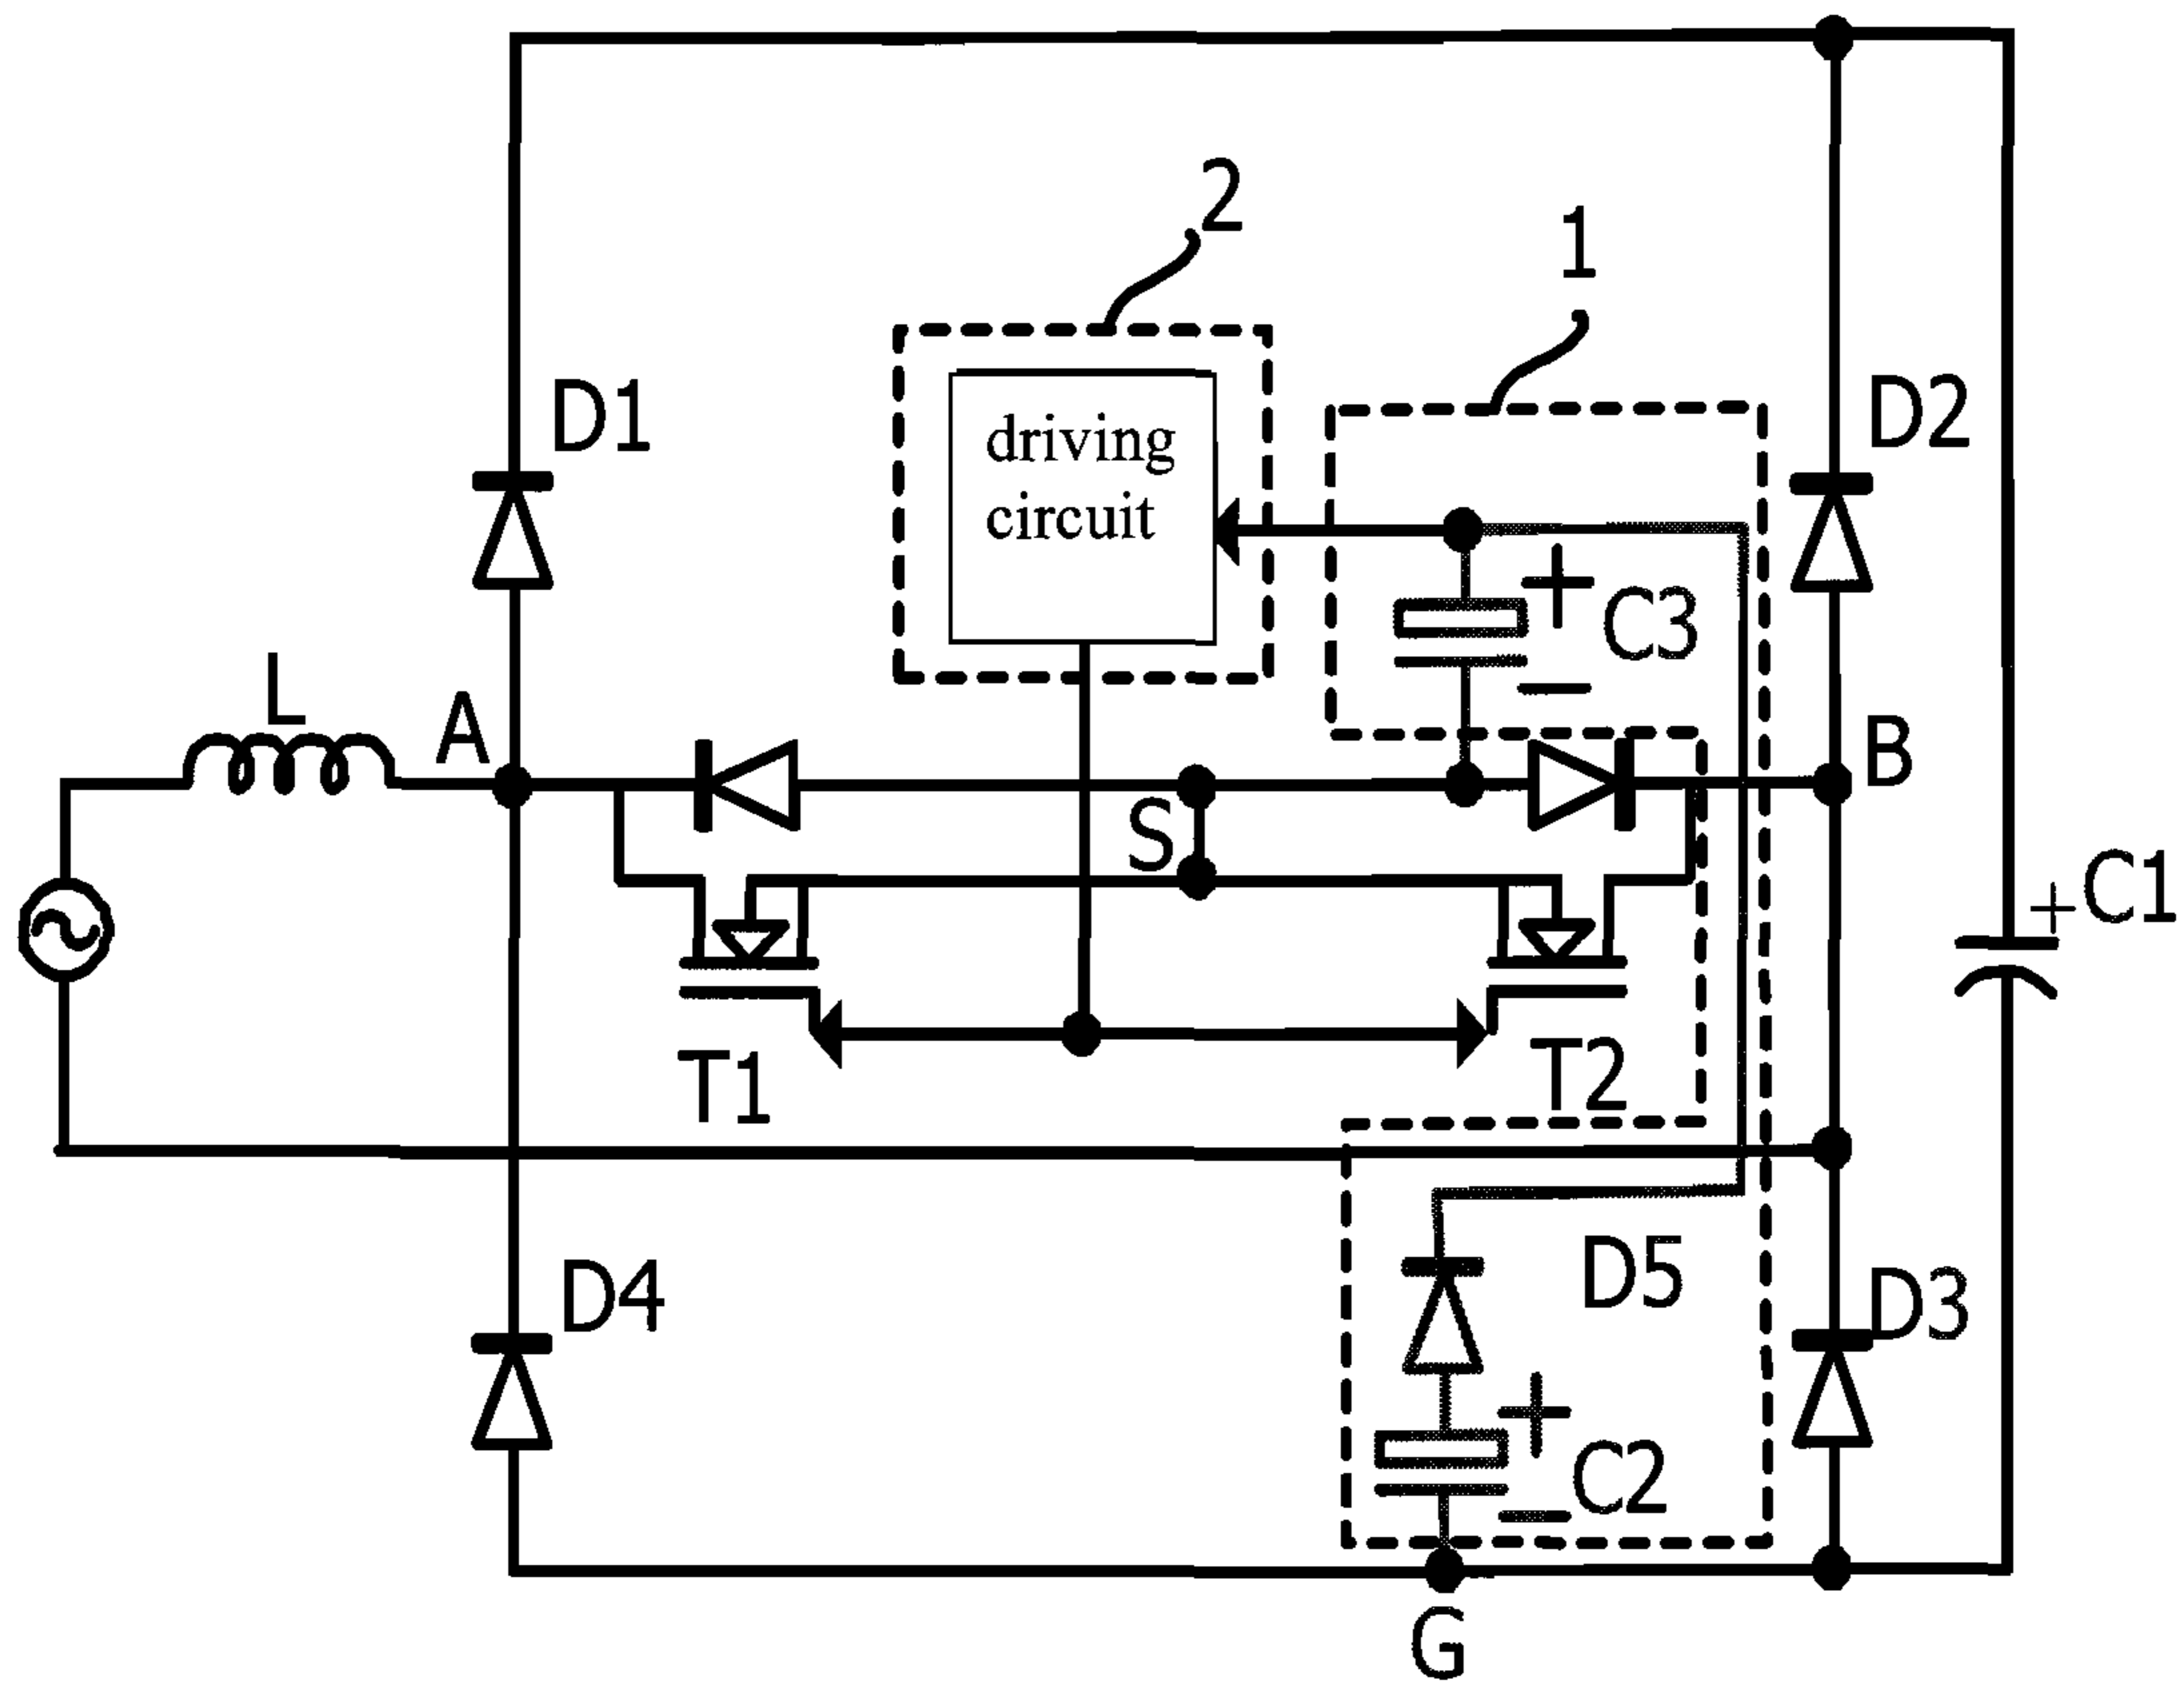 2
1
D1
driving
circuit
D2
+
C3
−
L
A
B
S
+C1
T1
T2
D4
D5
D3
+
C2
−
G